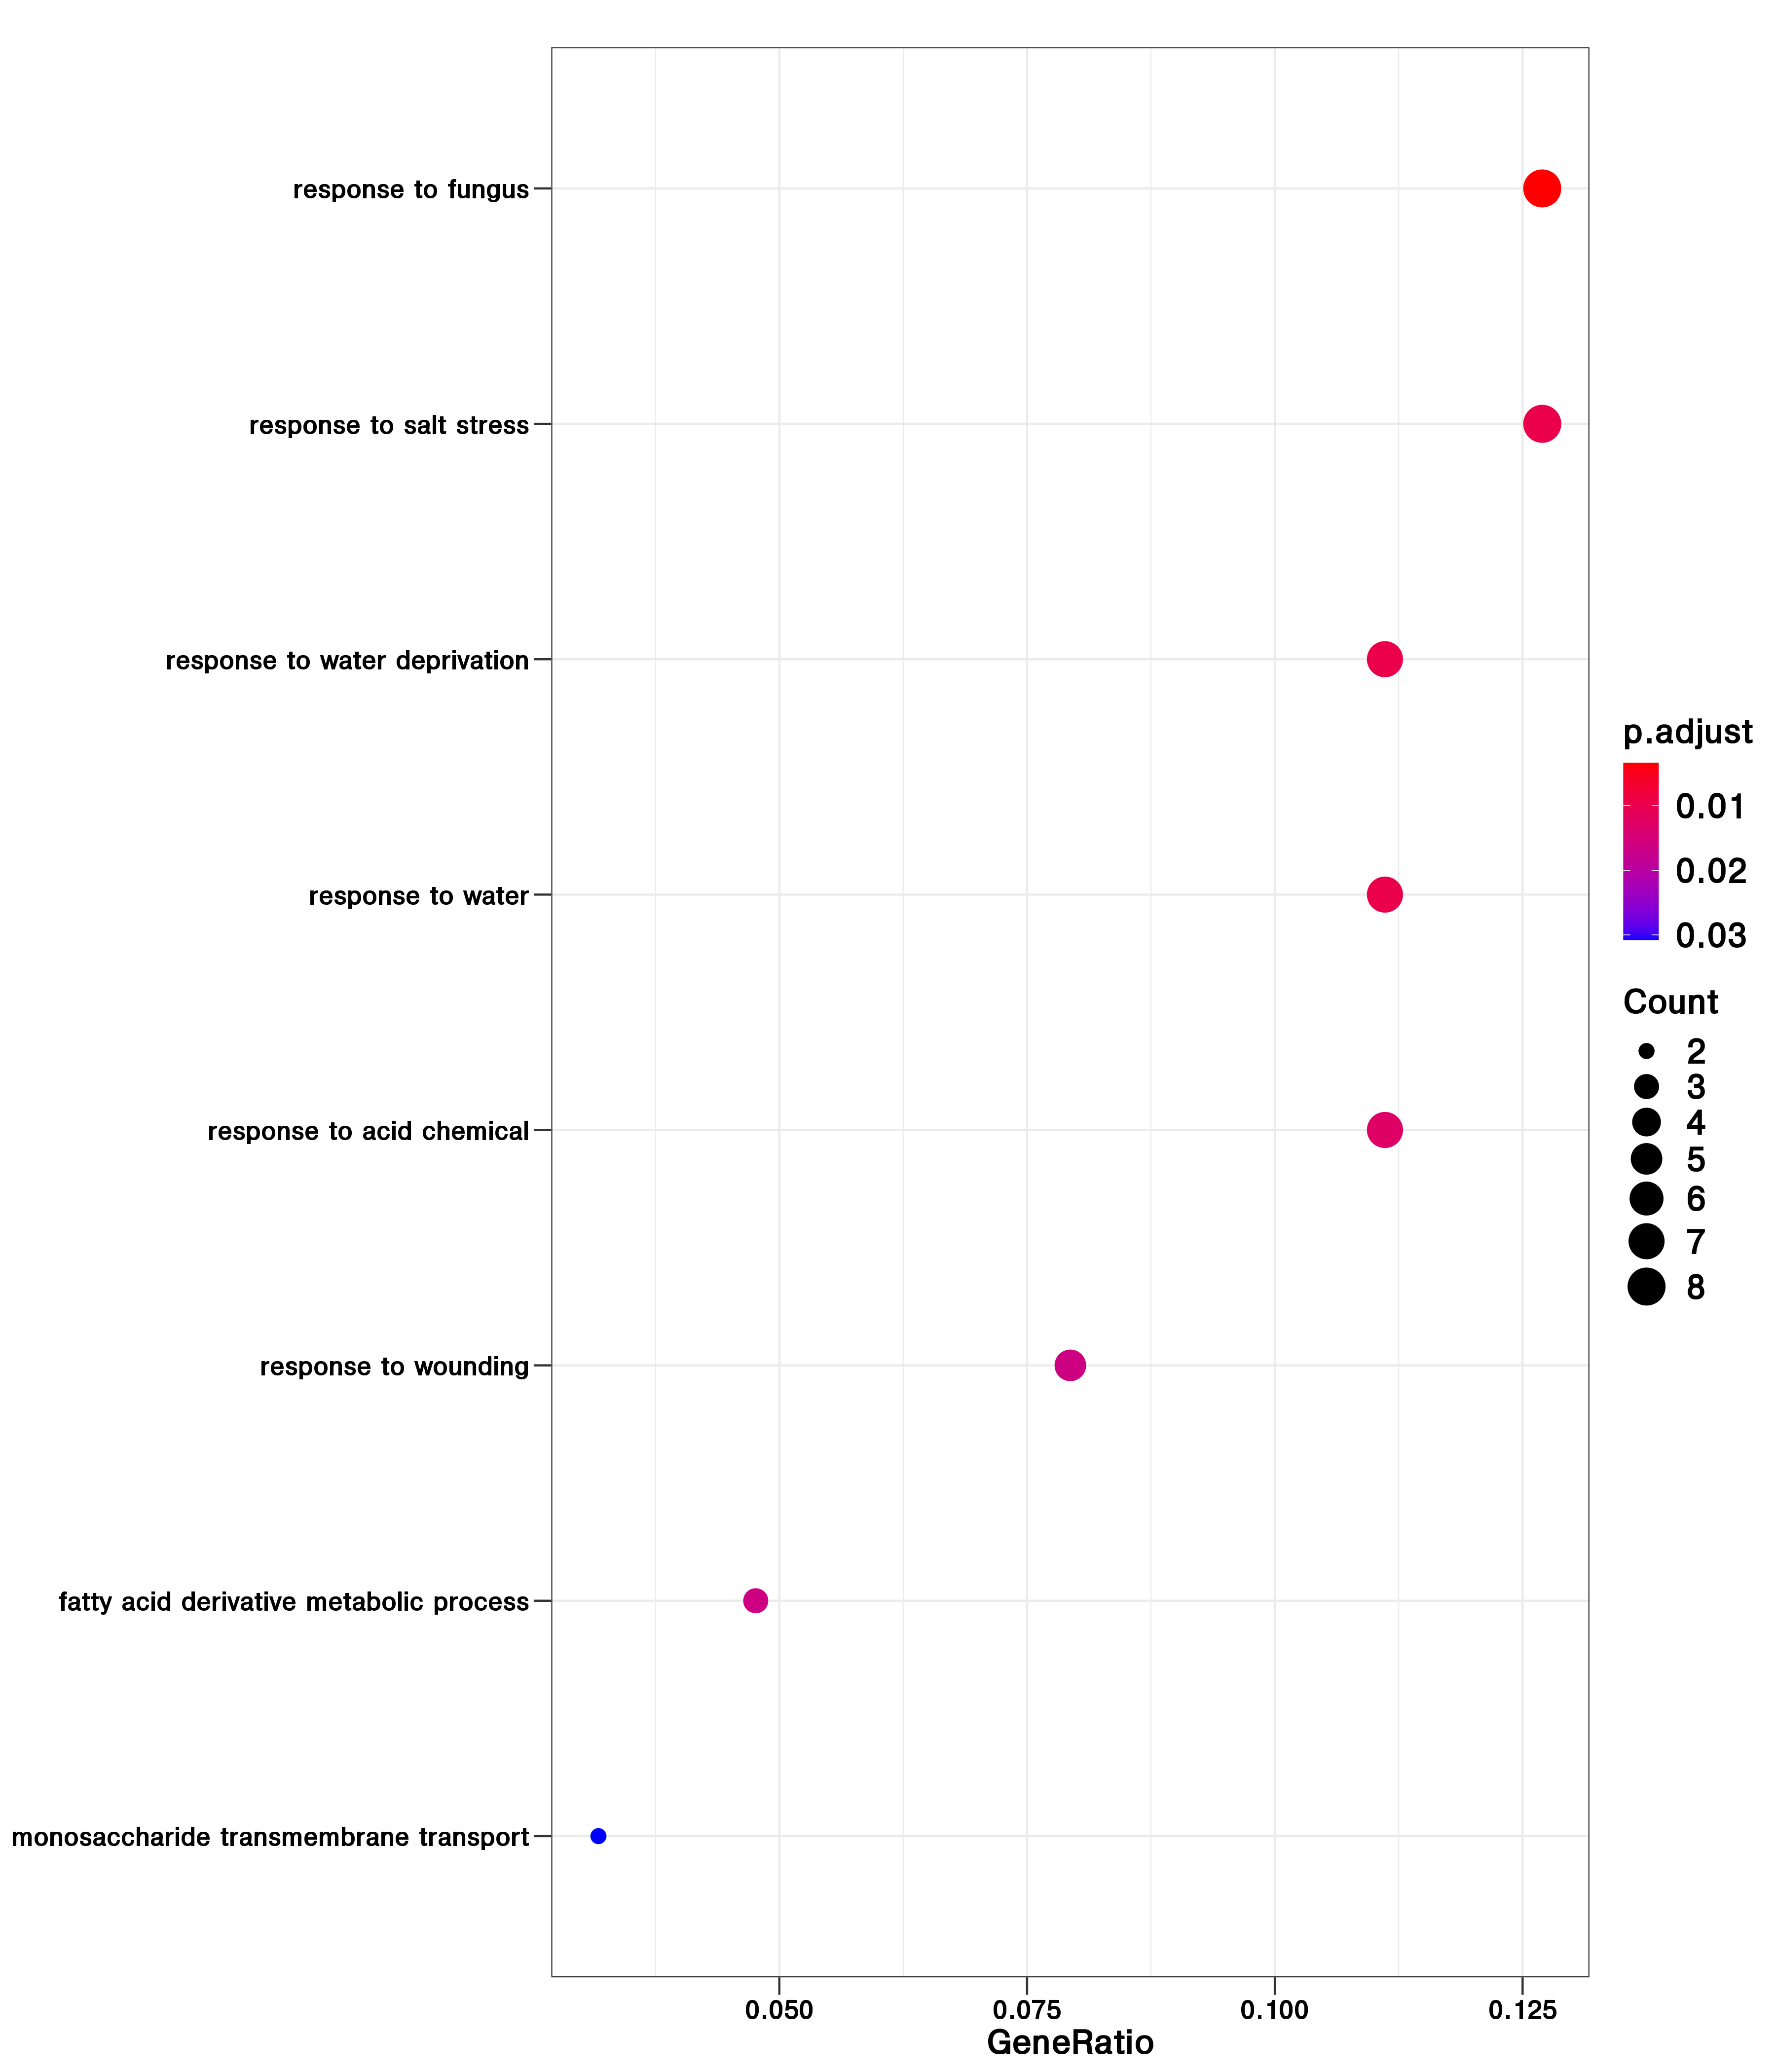 response to fungus
response to salt stress
response to water deprivation
response to water
response to acid chemical
response to wounding
fatty acid derivative metabolic process
monosaccharide transmembrane transport
0.050
0.075
0.100
0.125
GeneRatio
p.adjust
0.01
0.02
0.03
Count
2
3
4
5
6
7
8